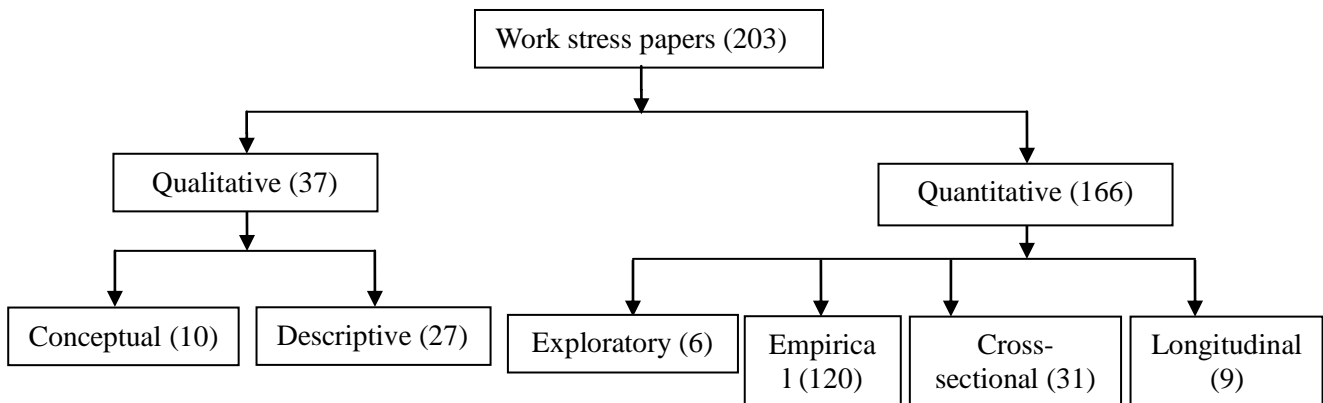 Work stress papers (203)
Qualitative (37)
Quantitative (166)
Conceptual (10)
Descriptive (27)
Exploratory (6)
Empirica
l (120)
Cross-
sectional (31)
Longitudinal
(9)